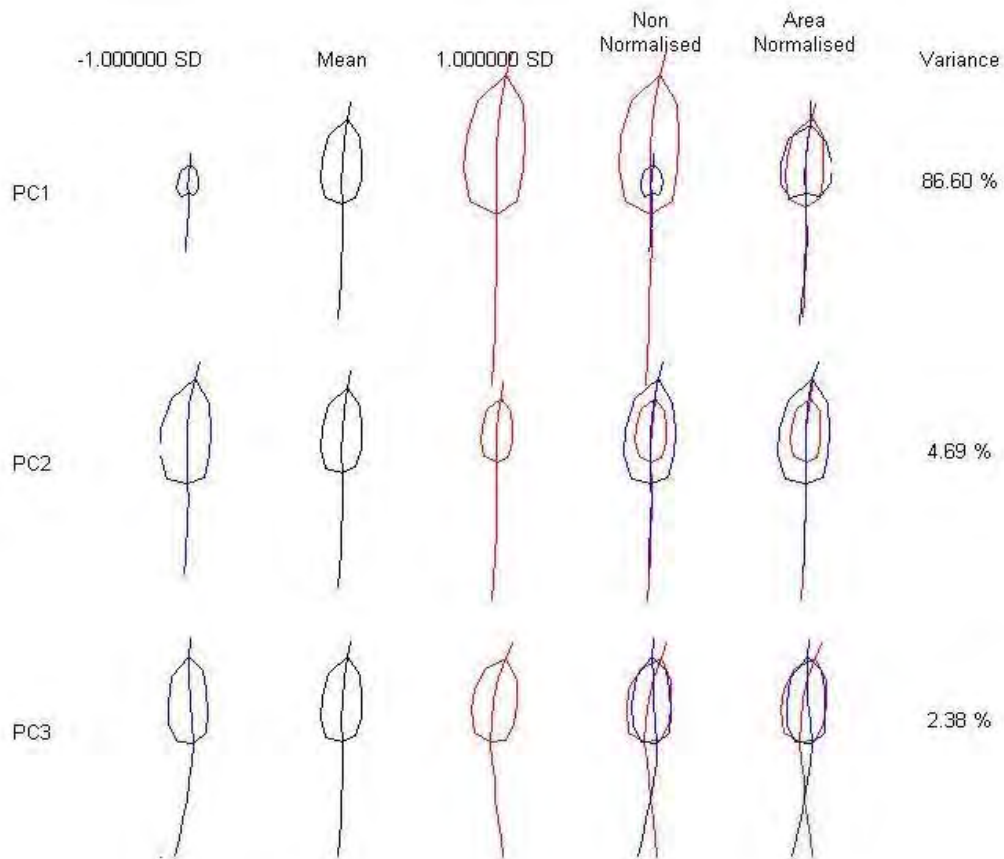 Non Area
Normalised Normalised
-1.000000 SD Mean 1.000000 SD Variance
PC1 86.60 %
PC2 4.69 %
PC3 2.38 %